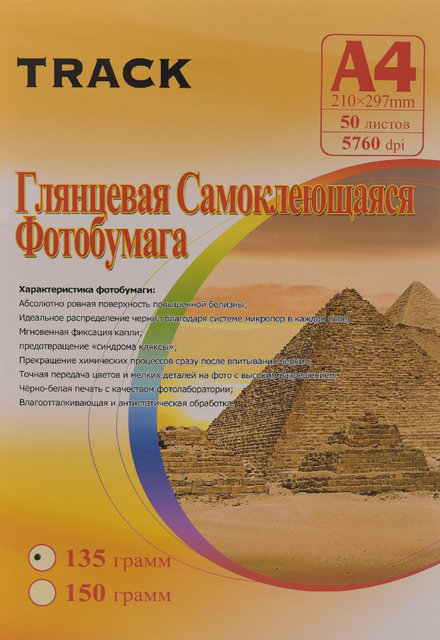 TRACK
A4
210×297mm
50 листов
5760 dpi
Глянцевая Самоклеющаяся
Фотобумага
Характеристика фотобумаги:
Абсолютно ровная поверхность повышенной белизны;
Идеальное распределение чернил благодаря системе микропор в каждом слое;
Мгновенная фиксация капли;
предотвращение «синдрома кляксы»;
Прекращение химических процессов сразу после впитывания чернил;
Точная передача цветов и мелких деталей на фото с высоким разрешением;
Чёрно-белая печать с качеством фотолаборатории;
Влагоотталкивающая и антистатическая обработка
135 грамм
150 грамм